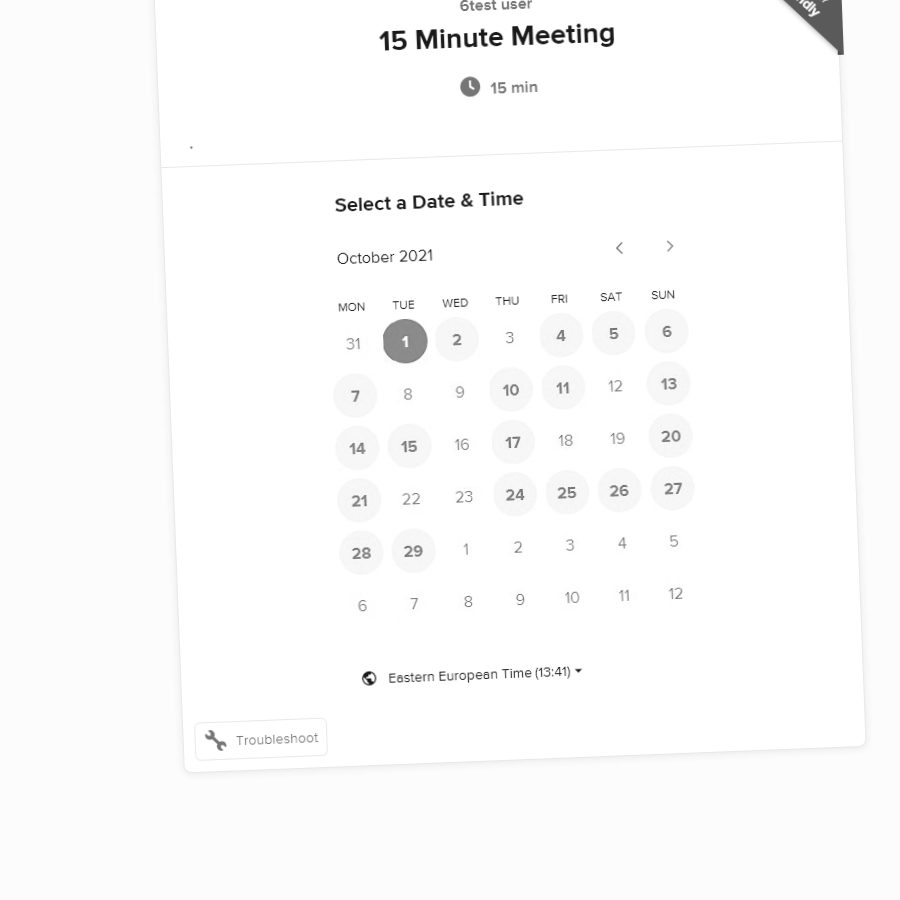 6test user
15 Minute Meeting
15 min
.
Select a Date & Time
October 2021
MON TUE WED THU FRI SAT SUN
31 1 2 3 4 5 6
7 8 9 10 11 12 13
14 15 16 17 18 19 20
21 22 23 24 25 26 27
28 29 1 2 3 4 5
6 7 8 9 10 11 12
Eastern European Time (13:41)
Troubleshoot